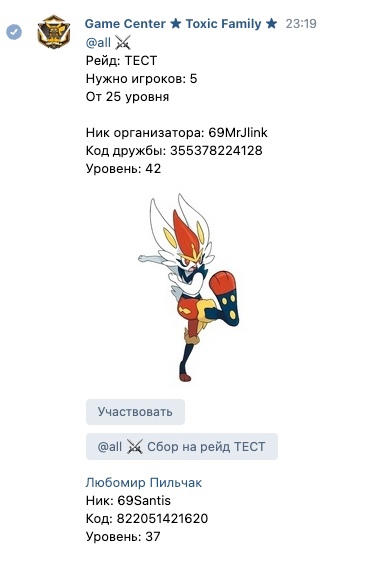 Game Center ★ Toxic Family ★ 23:19
@all ⚔
Рейд: ТЕСТ
Нужно игроков: 5
От 25 уровня
Ник организатора: 69MrJlink
Код дружбы: 355378224128
Уровень: 42
Участвовать
@all ⚔ Сбор на рейд ТЕСТ
Любомир Пильчак
Ник: 69Santis
Код: 822051421620
Уровень: 37